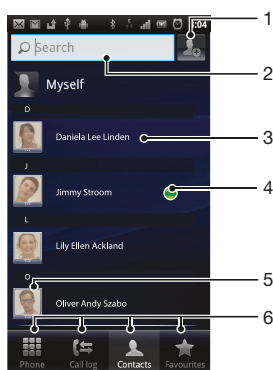 :04
1
Search
2
Myself
D
Daniela Lee Linden
3
J
Jimmy Stroom
4
L
Lily Ellen Ackland
O
5
Oliver Andy Szabo
6
Phone Call log Contacts Favourites